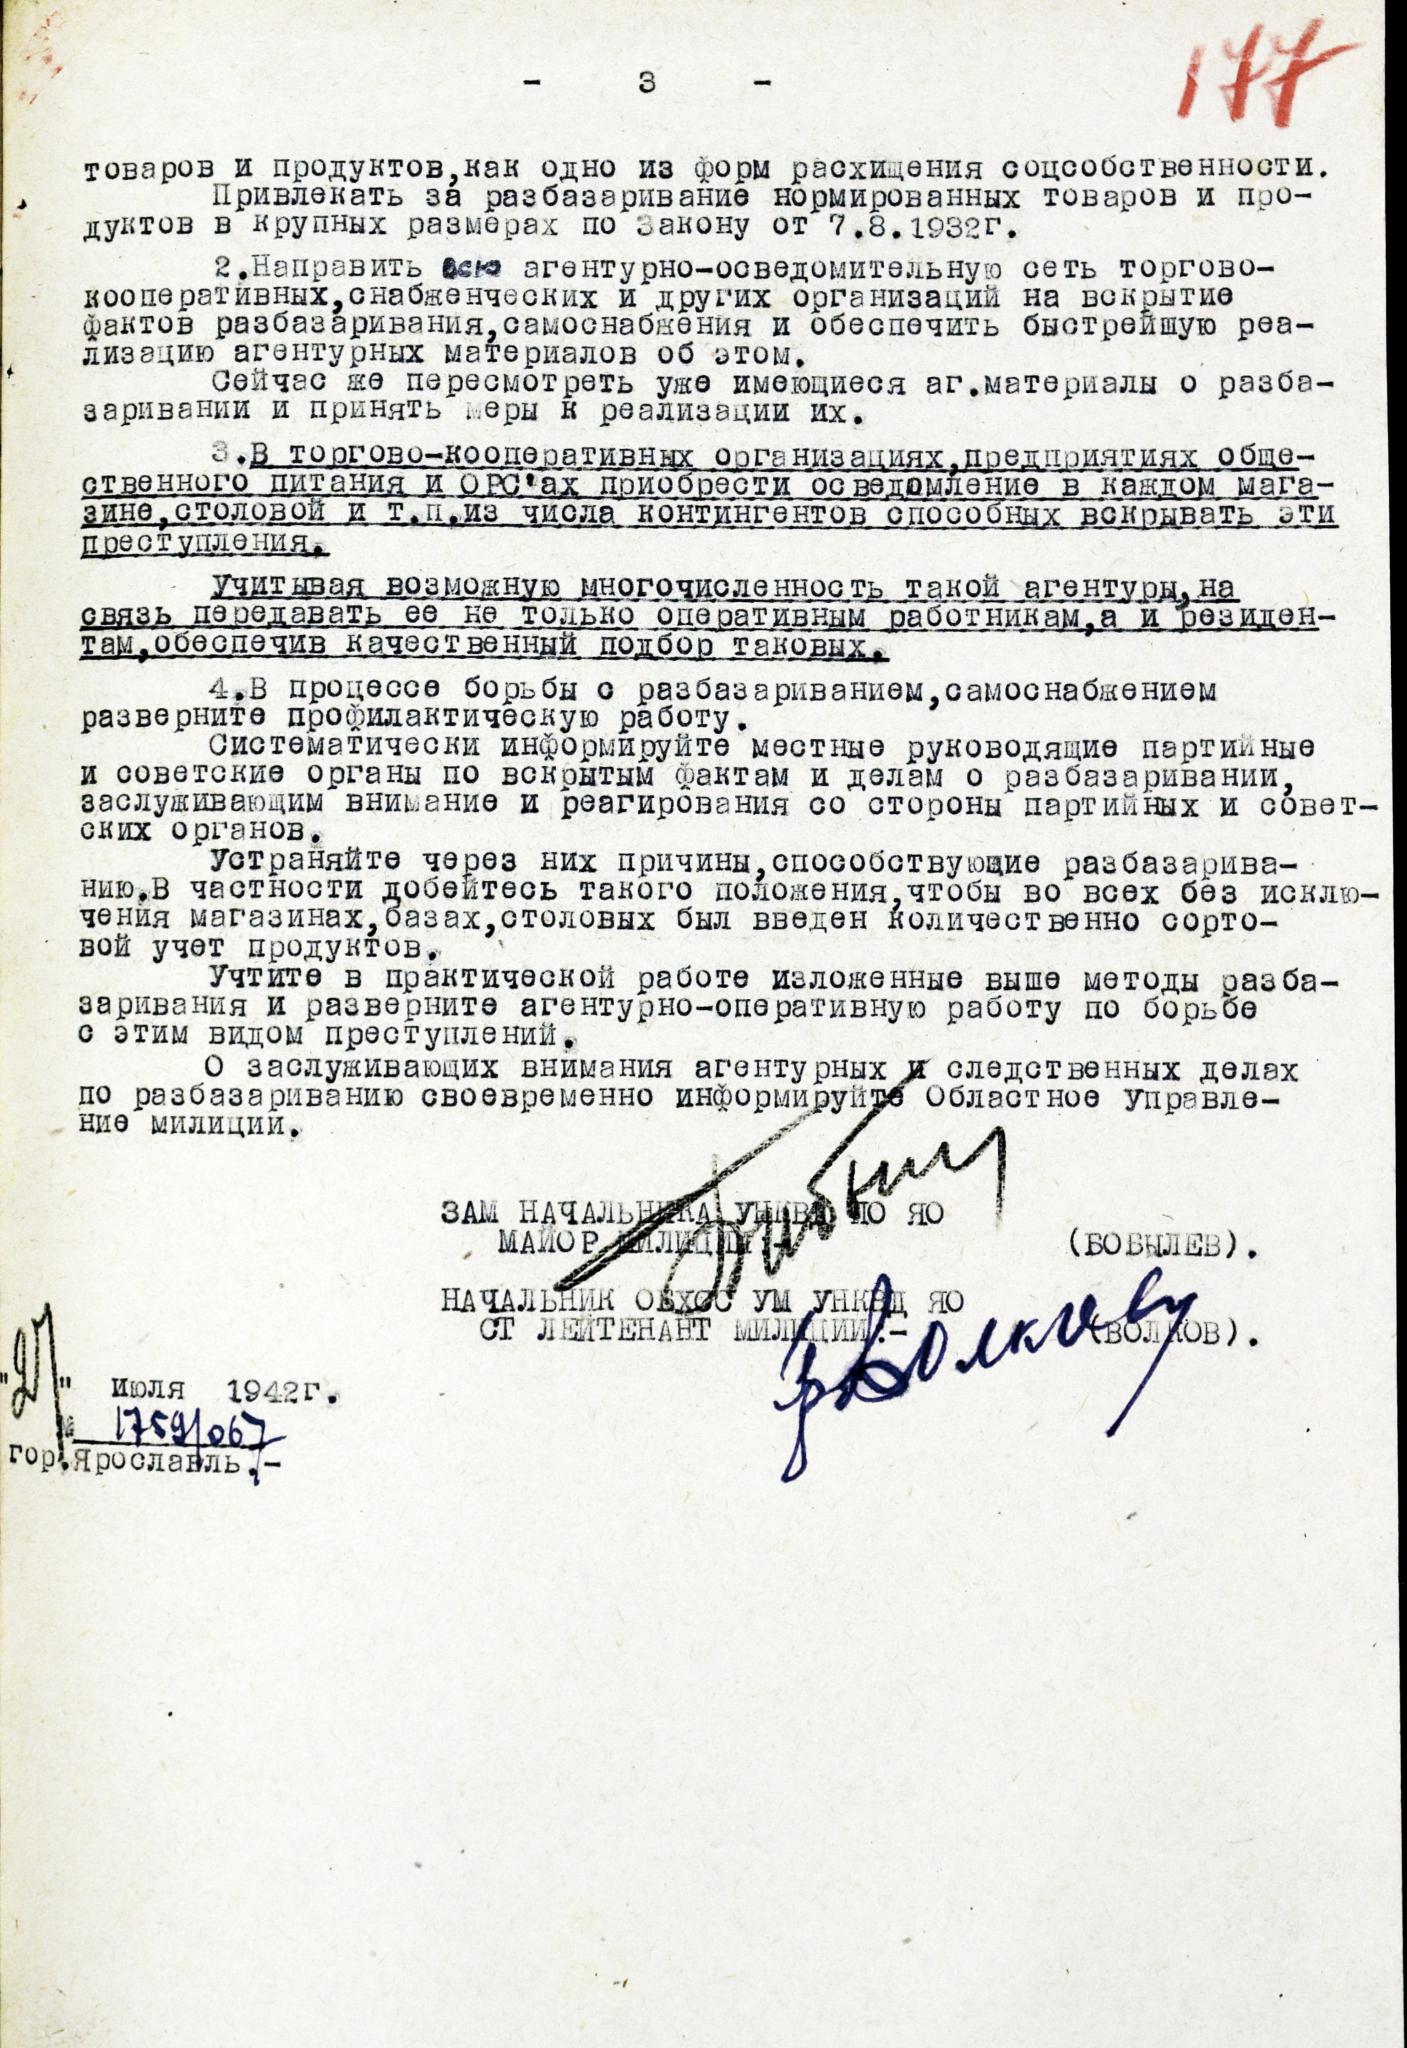 177
- 3 -
товаров и продуктов,как одно из форм расхищения соцсобственности.
Привлекать за разбазаривание нормированных товаров и про-
дуктов в крупных размерах по Закону от 7.8.1932г.
2.Направить всю агентурно-осведомительную сеть торгово-
кооперативных,снабженческих и других организаций на вскрытие
фактов разбазаривания,самоснабжения и обеспечить быстрейшую реа-
лизацию агентурных материалов об этом.
Сейчас же пересмотреть уже имеющиеся аг.материалы о разба-
заривании и принять меры к реализации их.
3.В торгово-кооперативных организациях,предприятиях обще-
ственного питания и ОРС'ах приобрести осведомление в каждом мага-
зине,столовой и т.п.из числа контингентов способных вскрывать эти
преступления.
Учитывая возможную многочисленность такой агентуры,на
связь передавать ее не только оперативным работникам,а и резиден-
там,обеспечив качественный подбор таковых.
4.В процессе борьбы с разбазариванием,самоснабжением
разверните профилактическую работу.
Систематически информируйте местные руководящие партийные
и советские органы по вскрытым фактам и делам о разбазаривании,
заслуживающим внимание и реагирования со стороны партийных и совет-
ских органов.
Устраняйте через них причины,способствующие разбазарива-
нию.В частности добейтесь такого положения,чтобы во всех без исклю-
чения магазинах,базах,столовых был введен количественно сорто-
вой учет продуктов.
Учтите в практической работе изложенные выше методы разба-
заривания и разверните агентурно-оперативную работу по борьбе
с этим видом преступлений.
О заслуживающих внимания агентурных и следственных делах
по разбазариванию своевременно информируйте Областное Управле-
ние милиции.
ЗАМ НАЧАЛЬНИКА УНКВД ПО ЯО
МАЙОР МИЛИЦИИ:- (БОБЫЛЕВ).
НАЧАЛЬНИК ОБХСС УМ УНКВД ЯО
СТ ЛЕЙТЕНАНТ МИЛИЦИИ:- (ВОЛКОВ).
" " июля 1942г.
№ 1759/067
гор.Ярославль.-